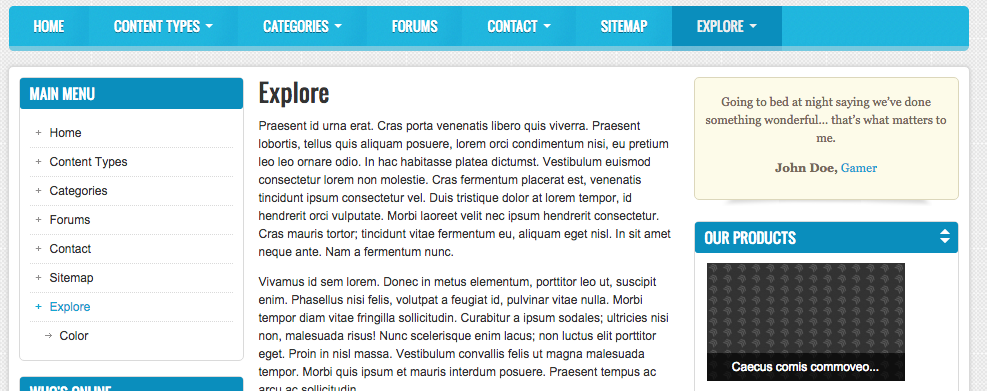 HOME CONTENT TYPES CATEGORIES FORUMS CONTACT SITEMAP EXPLORE
MAIN MENU
Home
Content Types
Categories
Forums
Contact
Sitemap
Explore
Color
WHO'S ONLINE
Explore
Praesent id urna erat. Cras porta venenatis libero quis viverra. Praesent
lobortis, tellus quis aliquam posuere, lorem orci condimentum nisi, eu pretium
leo leo ornare odio. In hac habitasse platea dictumst. Vestibulum euismod
consectetur lorem non molestie. Cras fermentum placerat est, venenatis
tincidunt ipsum consectetur vel. Duis tristique dolor at lorem tempor, id
hendrerit orci vulputate. Morbi laoreet velit nec ipsum hendrerit consectetur.
Cras mauris tortor; tincidunt vitae fermentum eu, aliquam eget nisl. In sit amet
neque ante. Nam a fermentum nunc.
Vivamus id sem lorem. Donec in metus elementum, porttitor leo ut, suscipit
enim. Phasellus nisi felis, volutpat a feugiat id, pulvinar vitae nulla. Morbi
tempor diam vitae fringilla sollicitudin. Curabitur a ipsum sodales; ultricies nisi
non, malesuada risus! Nunc scelerisque enim lacus; non luctus elit porttitor
eget. Proin in nisl massa. Vestibulum convallis felis ut magna malesuada
tempor. Morbi quis ipsum et mauris interdum posuere. Praesent tempus ac
arcu ac sollicitudin
Going to bed at night saying we've done
something wonderful... that's what matters to
me.
John Doe, Gamer
OUR PRODUCTS
Caecus comis commoveo...